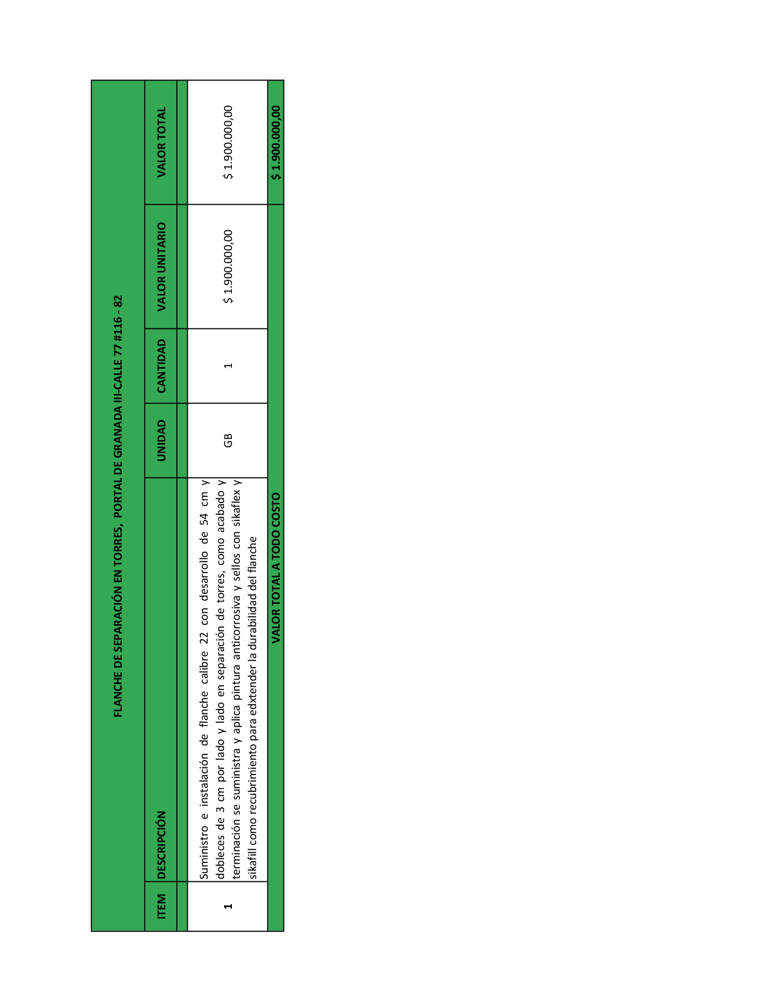 FLANCHE DE SEPARACIÓN EN TORRES, PORTAL DE GRANADA III-CALLE 77 #116 - 82
ITEM DESCRIPCIÓN UNIDAD CANTIDAD VALOR UNITARIO VALOR TOTAL
Suministro e instalación de flanche calibre 22 con desarrollo de 54 cm y
dobleces de 3 cm por lado y lado en separación de torres, como acabado y
terminación se suministra y aplica pintura anticorrosiva y sellos con sikaflex y
sikafill como recubrimiento para edxtender la durabilidad del flanche
1 GB 1 $ 1.900.000,00 $ 1.900.000,00
VALOR TOTAL A TODO COSTO $ 1.900.000,00